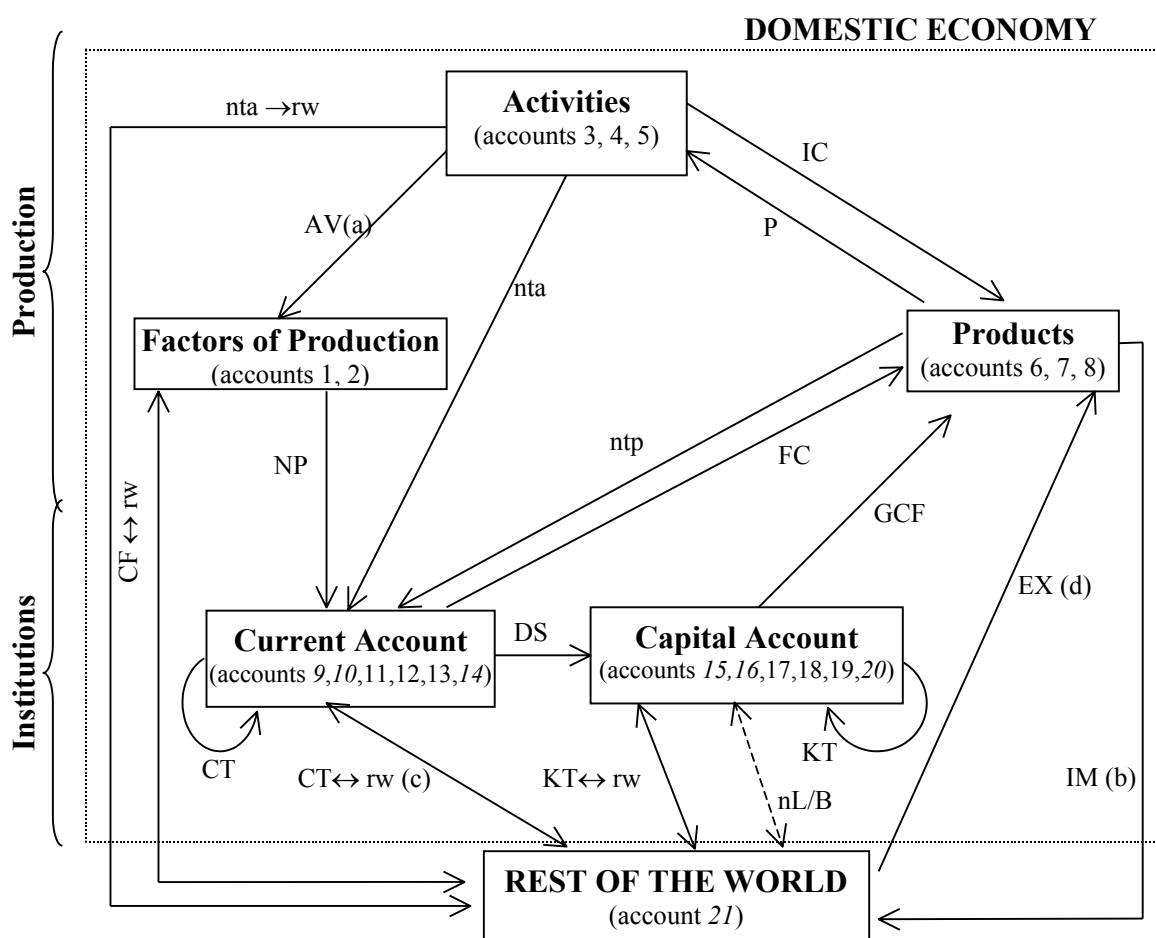 DOMESTIC ECONOMY
Activities
(accounts 3, 4, 5)
nta →rw
IC
P
AV(a)
nta
Production
Factors of Production
(accounts 1, 2)
Products
(accounts 6, 7, 8)
ntp
FC
NP
GCF
CF ↔ rw
EX (d)
Institutions
Current Account
(accounts 9,10,11,12,13,14)
DS
Capital Account
(accounts 15,16,17,18,19,20)
CT
CT↔ rw (c)
KT↔ rw
nL/B
KT
IM (b)
REST OF THE WORLD
(account 21)